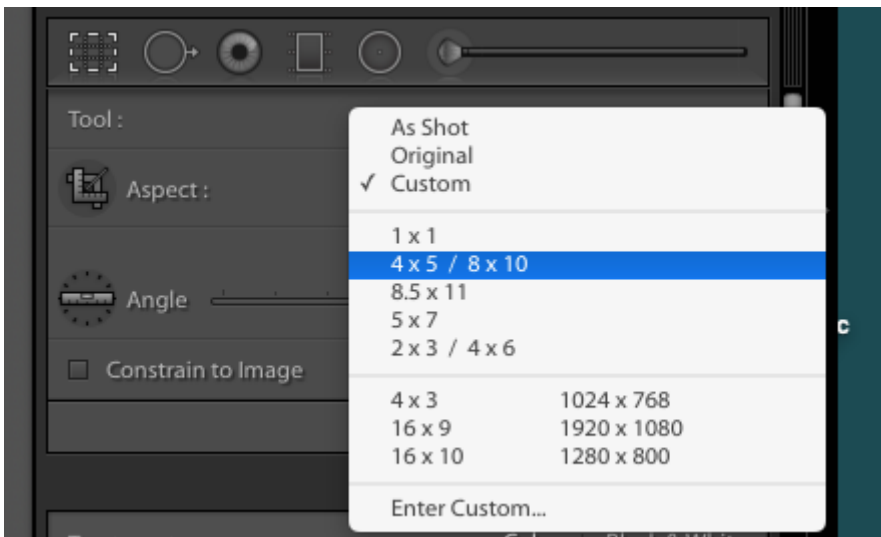 Tool :
As Shot
Original
✓ Custom
Aspect :
1 x 1
4 x 5 / 8 x 10
8.5 x 11
5 x 7
2 x 3 / 4 x 6
Angle
Constrain to Image
4 x 3 1024 x 768
16 x 9 1920 x 1080
16 x 10 1280 x 800
Enter Custom...
c